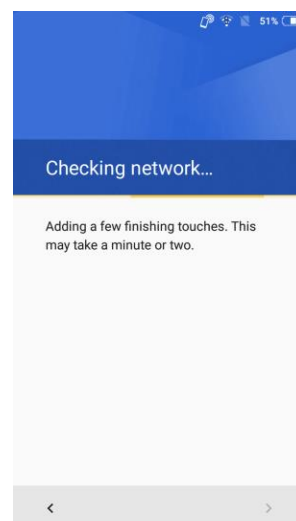 51%
Checking network...
Adding a few finishing touches. This
may take a minute or two.